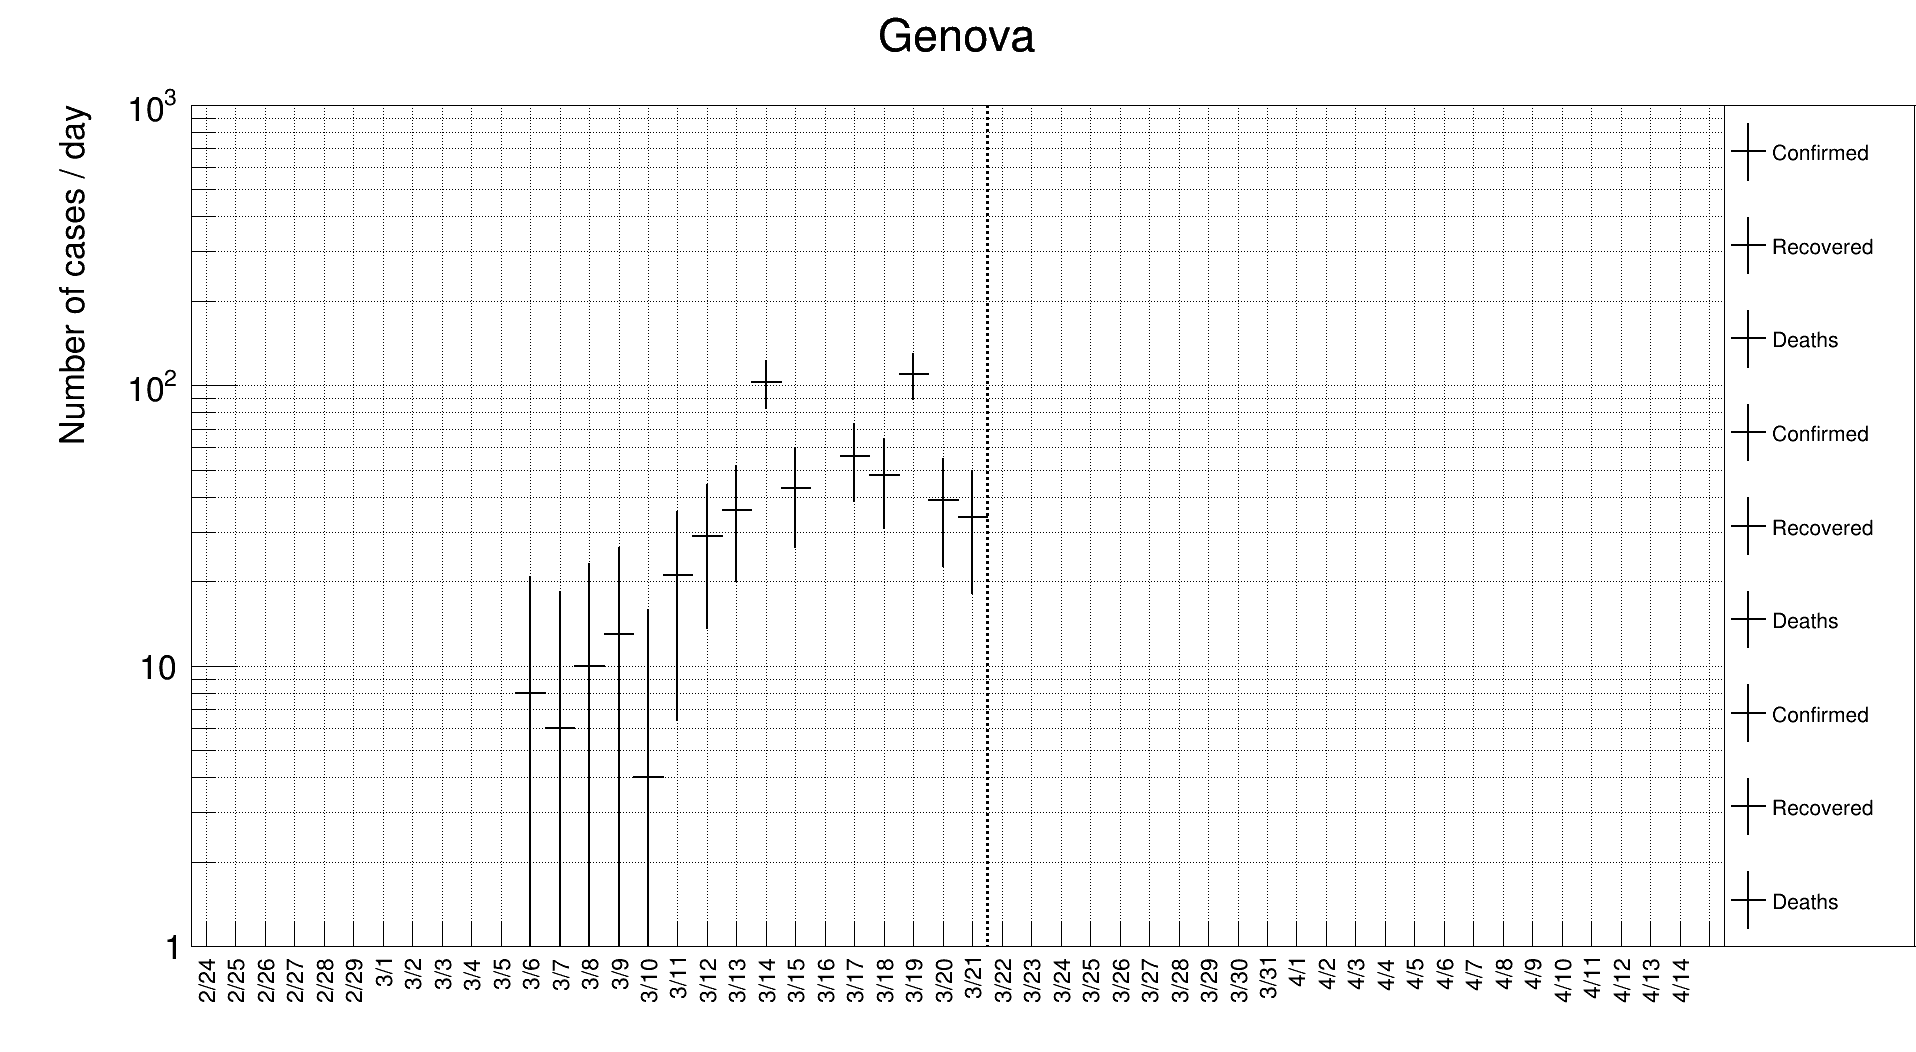 Genova
Number of cases / day
10³
10²
10
1
2/24 2/25 2/26 2/27 2/28 2/29 3/1 3/2 3/3 3/4 3/5 3/6 3/7 3/8 3/9 3/10 3/11 3/12 3/13 3/14 3/15 3/16 3/17 3/18 3/19 3/20 3/21 3/22 3/23 3/24 3/25 3/26 3/27 3/28 3/29 3/30 3/31 4/1 4/2 4/3 4/4 4/5 4/6 4/7 4/8 4/9 4/10 4/11 4/12 4/13 4/14
Confirmed
Recovered
Deaths
Confirmed
Recovered
Deaths
Confirmed
Recovered
Deaths